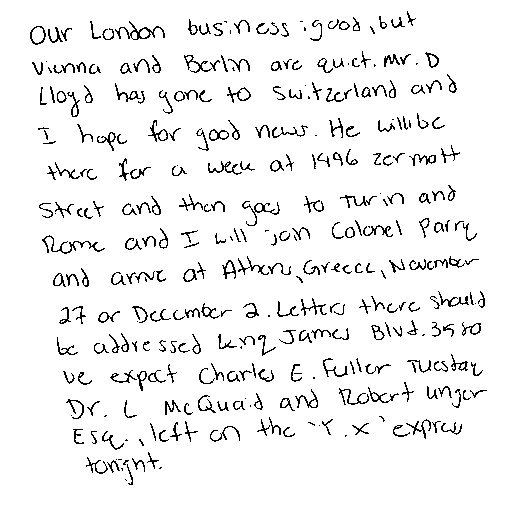 Our London business is good, but
Vienna and Berlin are quiet. Mr. D
Lloyd has gone to Switzerland and
I hope for good news. He will be
there for a week at 1496 Zermott
Street and then goes to Turin and
Rome and I will join Colonel Parry
and arrive at Athens, Greece, November
27 or December 2. Letters there should
be addressed King James Blvd. 3580
We expect Charles E. Fuller Tuesday
Dr. L McQuaid and Robert Unger
Esq., left on the "Y.X" express
tonight.